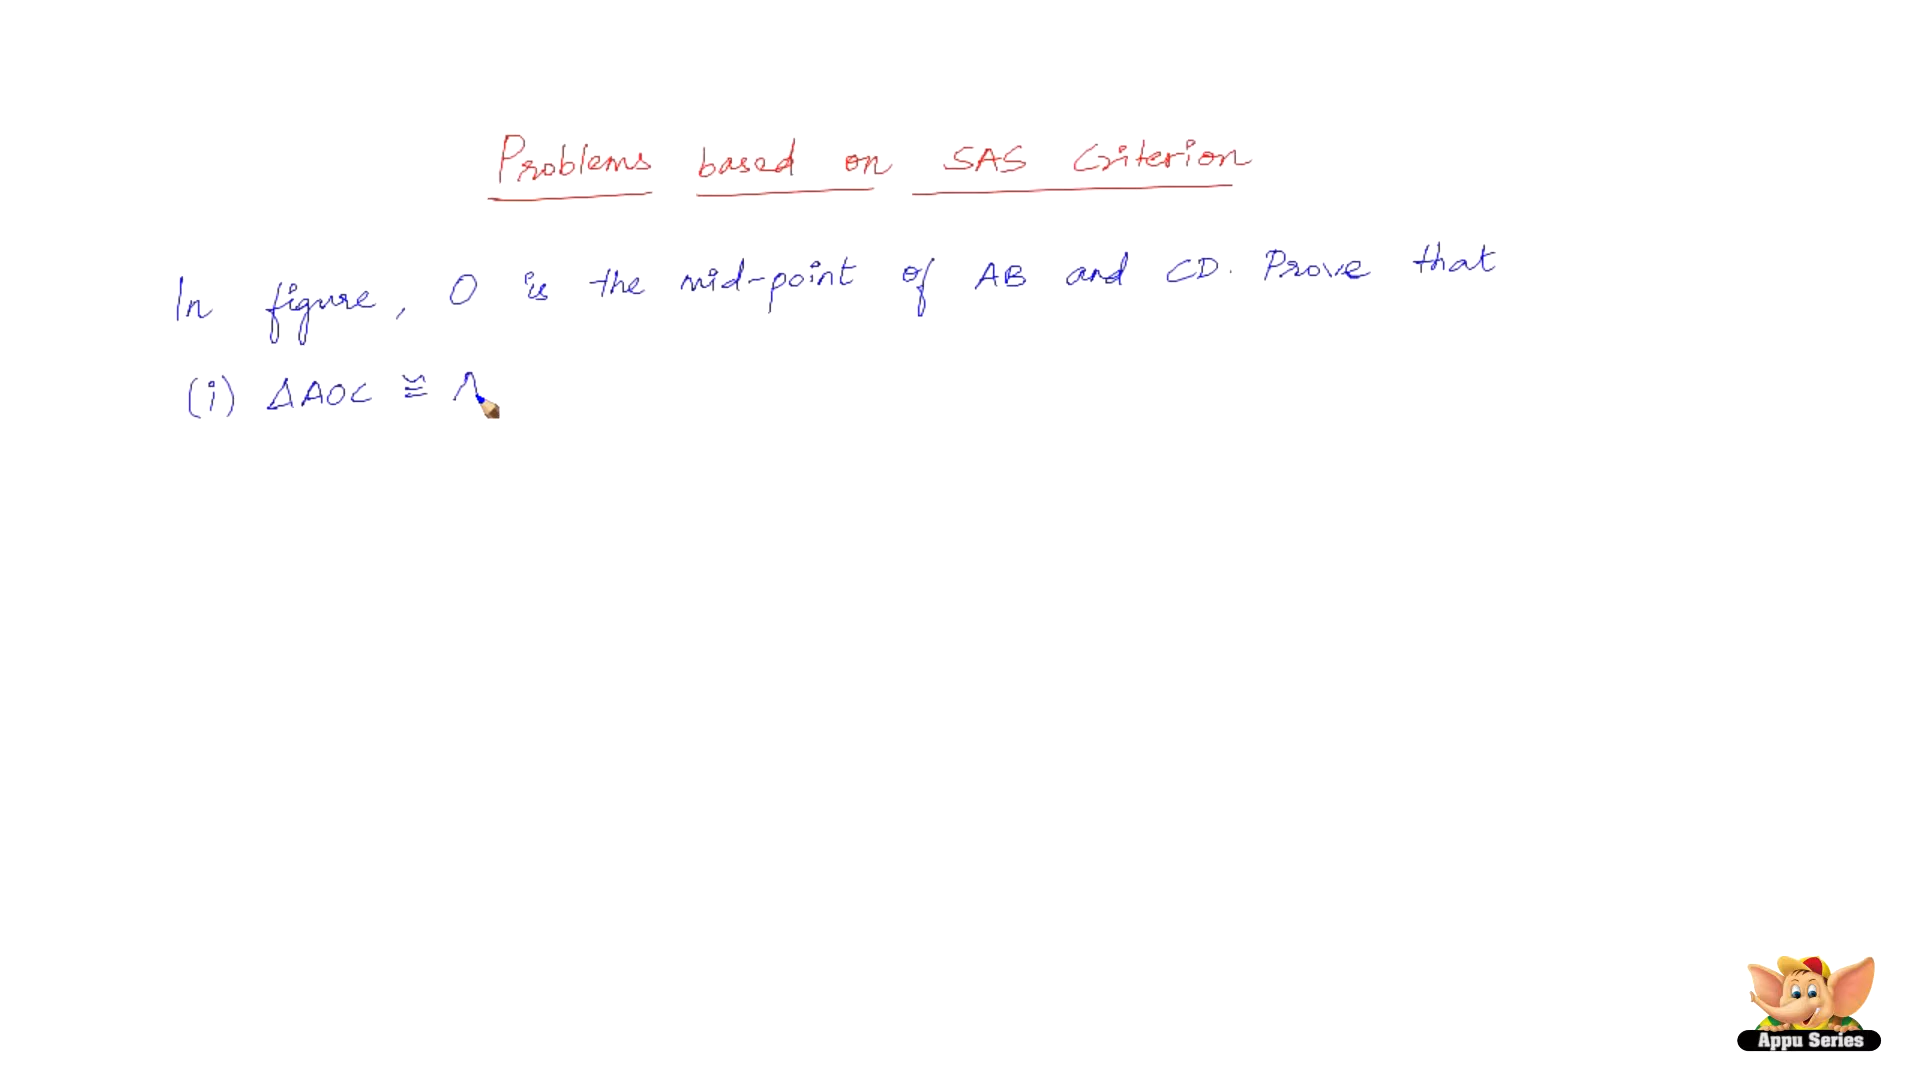 Problems based on SAS Criterion
In figure, O is the mid-point of AB and CD. Prove that
(i) ΔAOC ≅
Appu Series